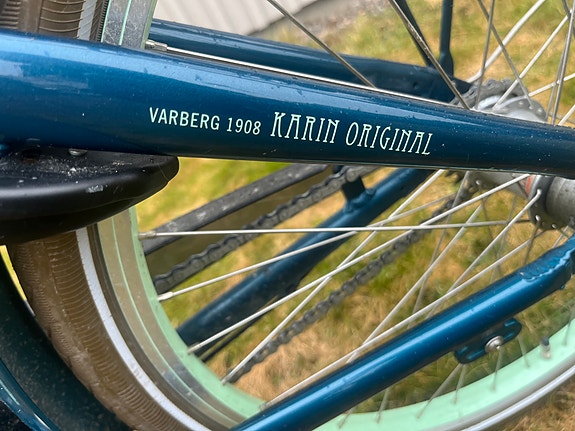 VARBERG 1908 KARIN ORIGINAL